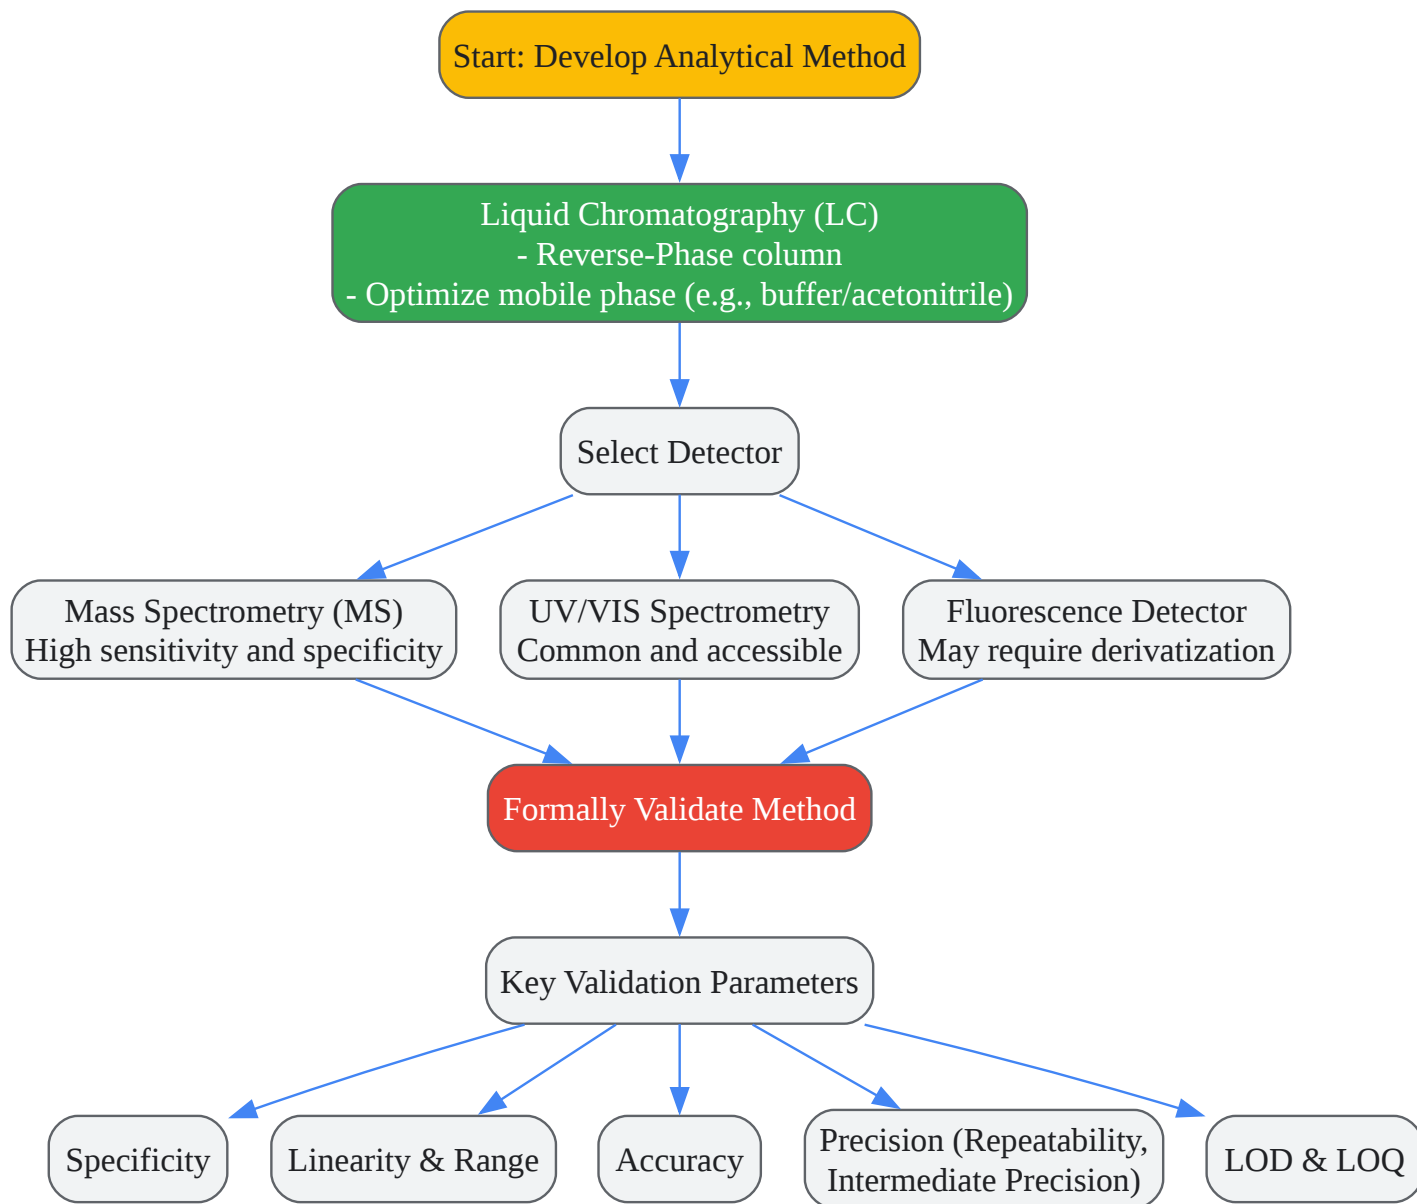 Start: Develop Analytical Method
Liquid Chromatography (LC)
- Reverse-Phase column
- Optimize mobile phase (e.g., buffer/acetonitrile)
Select Detector
Mass Spectrometry (MS)
High sensitivity and specificity
UV/VIS Spectrometry
Common and accessible
Fluorescence Detector
May require derivatization
Formally Validate Method
Key Validation Parameters
Specificity
Linearity & Range
Accuracy
Precision (Repeatability,
Intermediate Precision)
LOD & LOQ